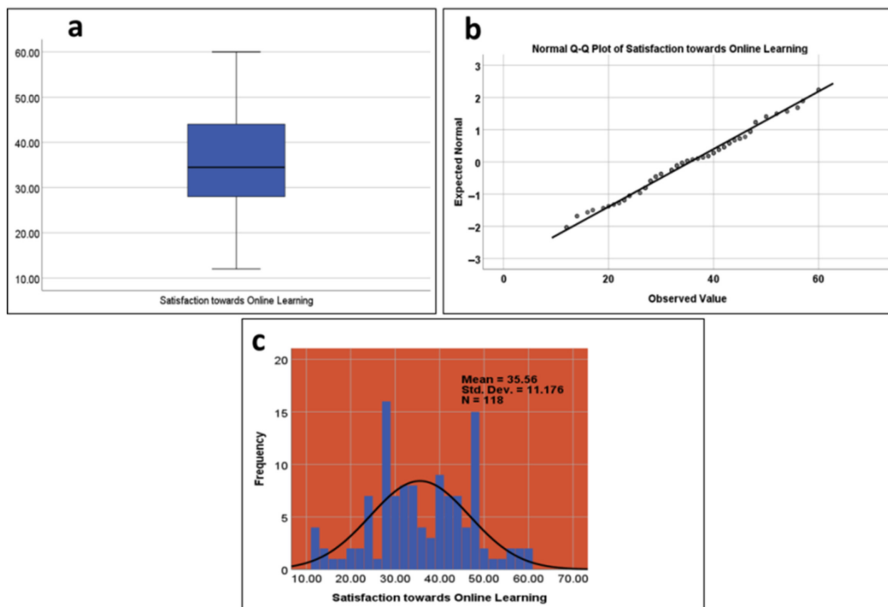 a
60.00
50.00
40.00
30.00
20.00
10.00
Satisfaction towards Online Learning
b
Normal Q-Q Plot of Satisfaction towards Online Learning
3
2
1
0
–1
–2
–3
Expected Normal
0 20 40 60
Observed Value
c
20
15
10
5
0
Frequency
Mean = 35.56
Std. Dev. = 11.176
N = 118
10.00 20.00 30.00 40.00 50.00 60.00 70.00
Satisfaction towards Online Learning